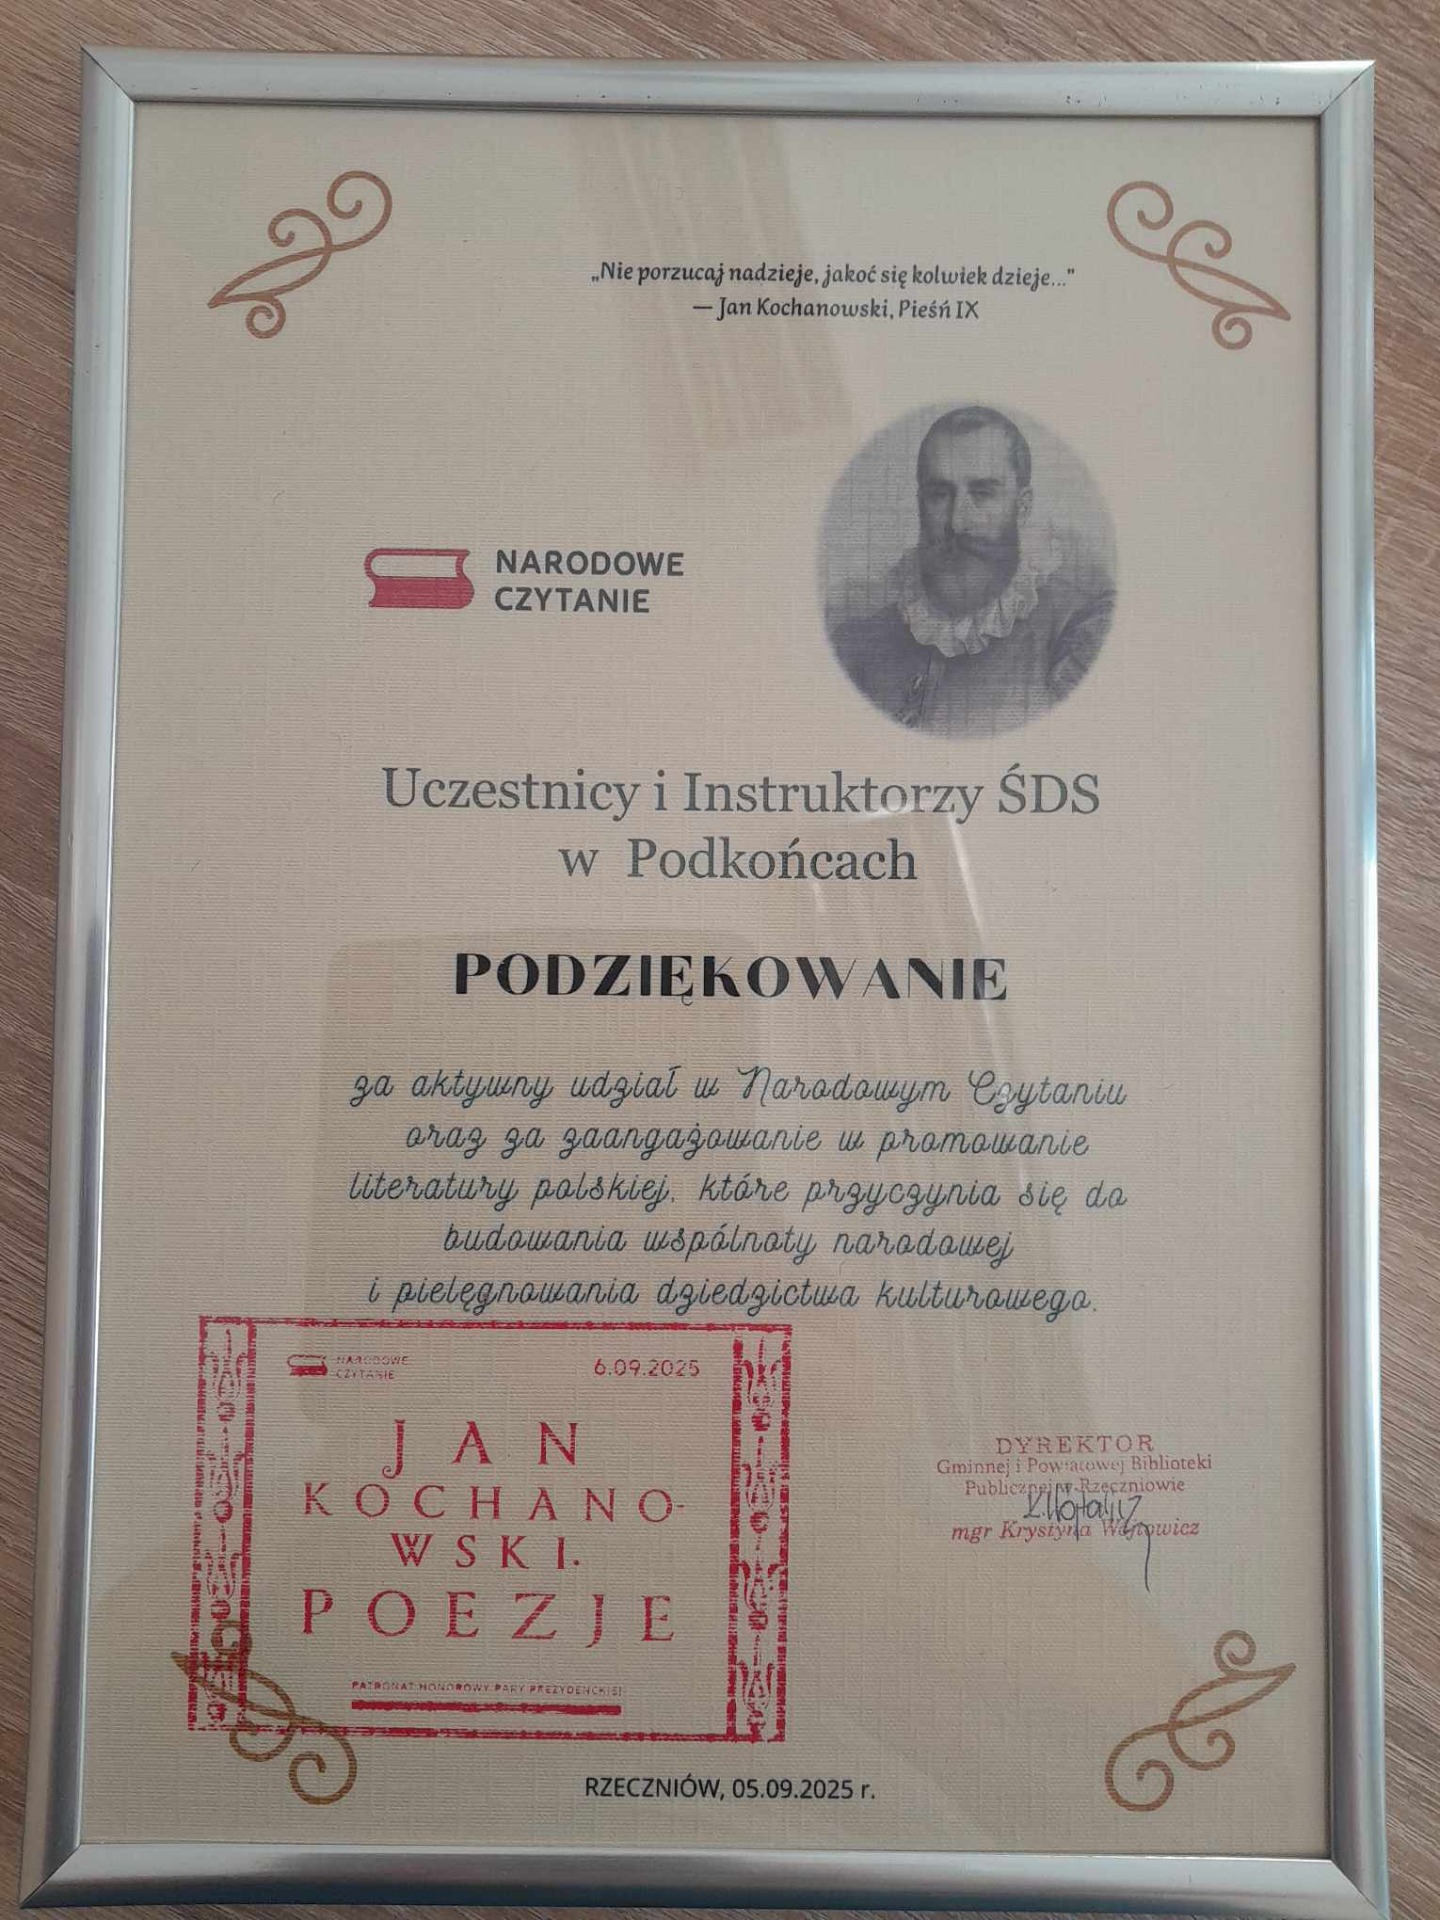 „Nie porzucaj nadzieje, jakoć się kolwiek dzieje..."
— Jan Kochanowski, Pieśń IX
NARODOWE
CZYTANIE
Uczestnicy i Instruktorzy ŚDS
w Podkońcach
PODZIĘKOWANIE
za aktywny udział w Narodowym Czytaniu
oraz za zaangażowanie w promowanie
literatury polskiej, które przyczynia się do
budowania wspólnoty narodowej
i pielęgnowania dziedzictwa kulturowego.
NARODOWE
CZYTANIE
6.09.2025
JAN
KOCHANO-
WSKI.
POEZJE
PATRONAT HONOROWY PARY PREZYDENCKIEJ
DYREKTOR
Gminnej i Powiatowej Biblioteki
Publicznej w Rzeczniowie
mgr Krystyna Wójtowicz
RZECZNIÓW, 05.09.2025 r.